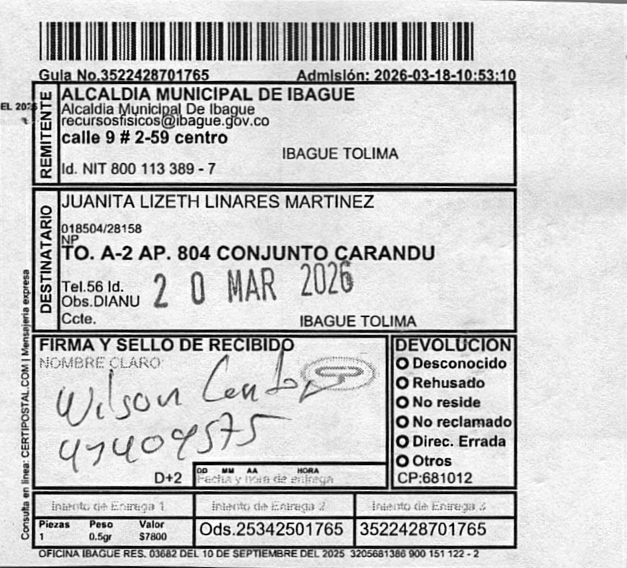 Guia No.3522428701765 Admisión: 2026-03-18-10:53:10
EL 202
REMITENTE
ALCALDIA MUNICIPAL DE IBAGUE
Alcaldia Municipal De Ibague
recursosfisicos@ibague.gov.co
calle 9 # 2-59 centro
IBAGUE TOLIMA
Id. NIT 800 113 389 - 7
DESTINATARIO
JUANITA LIZETH LINARES MARTINEZ
018504/28158
NP
TO. A-2 AP. 804 CONJUNTO CARANDU
Tel.56 Id.
Obs.DIANU
20 MAR 2026
Ccte.
IBAGUE TOLIMA
Consulta en linea: CERTIPOSTAL.COM | Mensajeria expresa
FIRMA Y SELLO DE RECIBIDO
NOMBRE CLARO
Wilson
D+2
DD MM AA HORA
Fecha y hora de entrega
DEVOLUCION
Desconocido
Rehusado
No reside
No reclamado
Direc. Errada
Otros
CP:681012
Intento de Entrega 1 Intento de Entrega 2 Intento de Entrega 3
Piezas Peso Valor
1 0.5gr $7800
Ods.25342501765 3522428701765
OFICINA IBAGUE RES. 03682 DEL 10 DE SEPTIEMBRE DEL 2025 3205681386 900 151 122 - 2